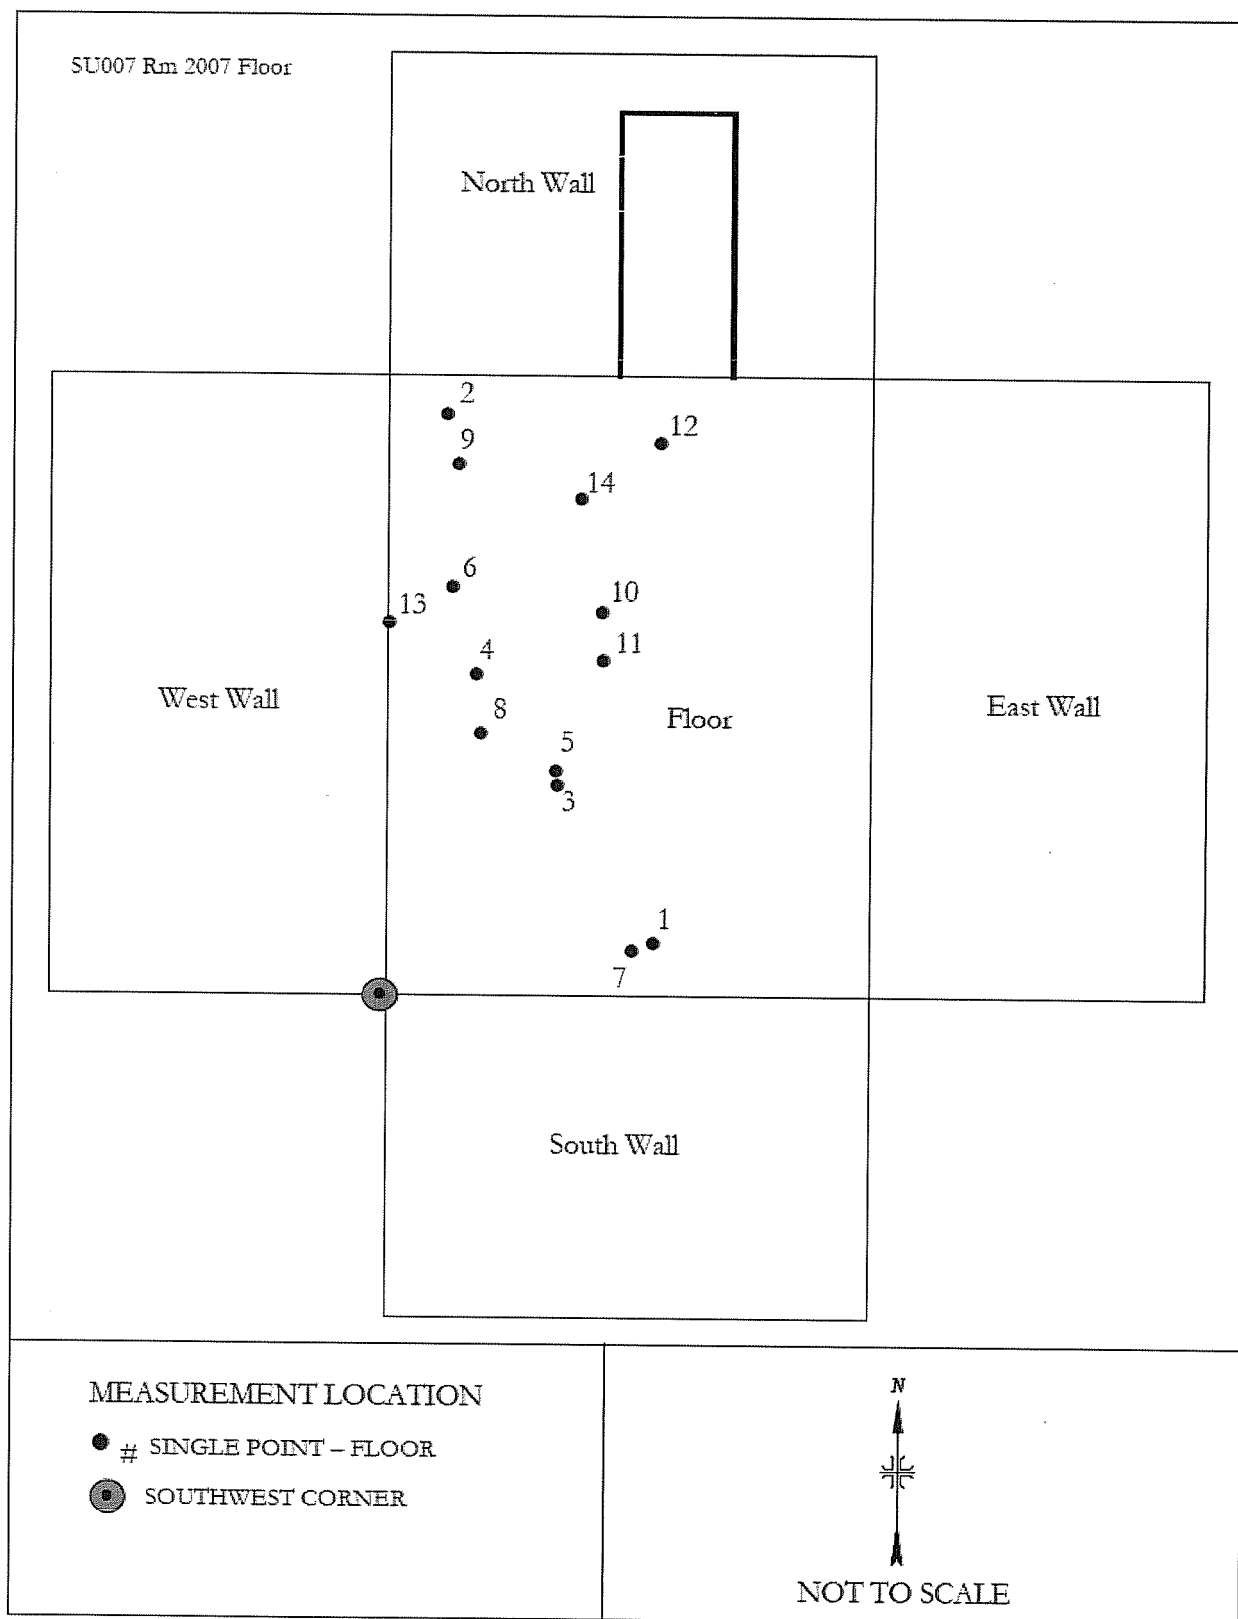 SU007 Rm 2007 Floor
North Wall
2
12
9
14
6
10
13
11
4
West Wall
8
Floor
East Wall
5
3
1
7
South Wall
MEASUREMENT LOCATION
# SINGLE POINT – FLOOR
SOUTHWEST CORNER
N
NOT TO SCALE